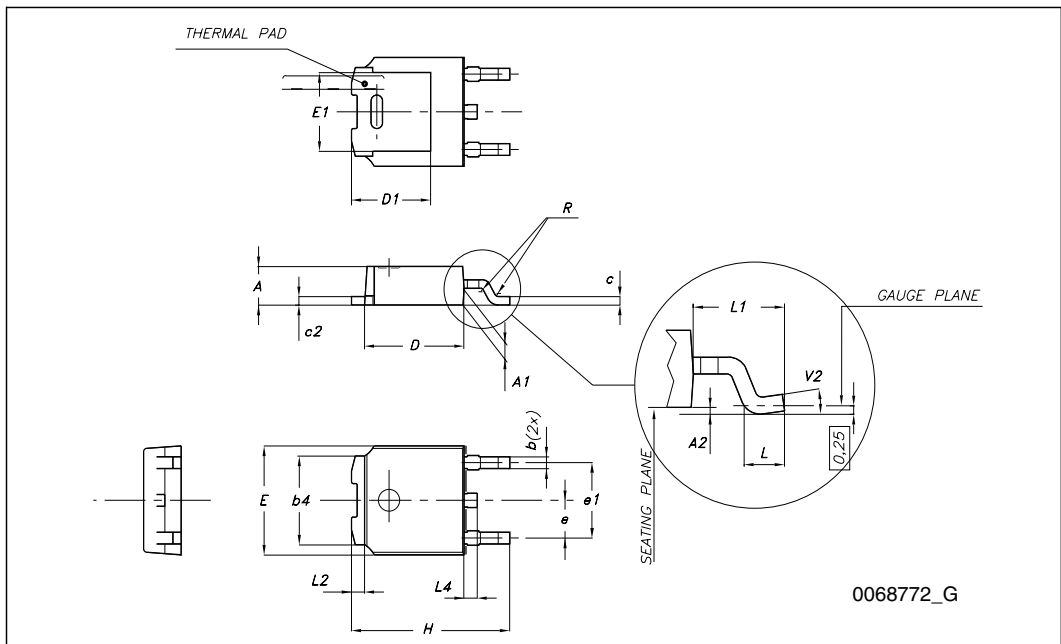 THERMAL PAD
E1
D1
R
A
c
c2
D
A1
GAUGE PLANE
L1
V2
A2
L
0,25
SEATING PLANE
b(2x)
E
b4
e
e1
L2
L4
H
0068772_G